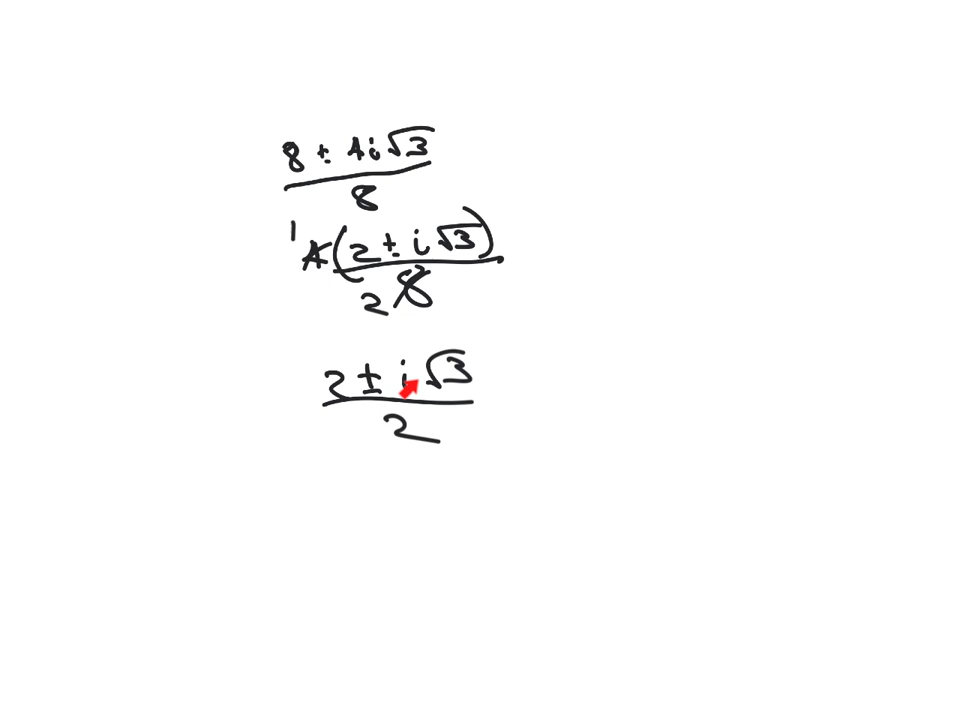 8 ± 4i√3
8
1 4(2 ± i√3)
2 8
2 ± i√3
2